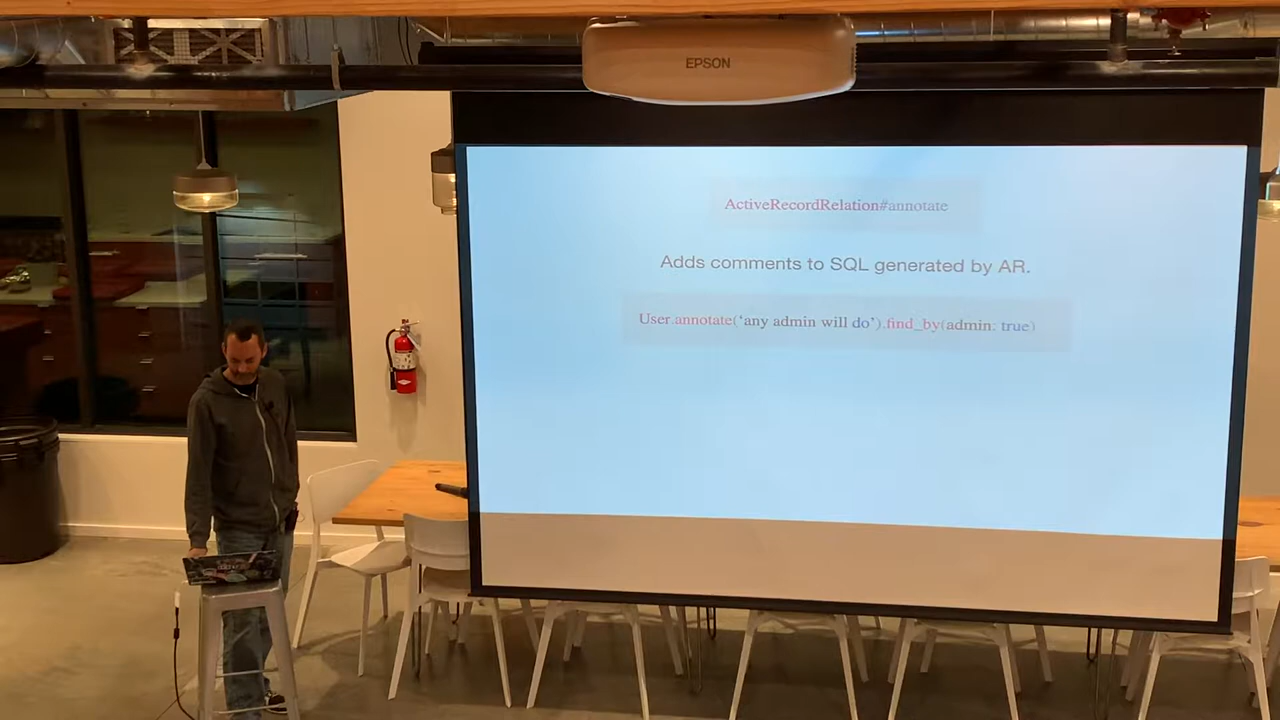 EPSON
ActiveRecordRelation#annotate
Adds comments to SQL generated by AR.
User.annotate(‘any admin will do’).find_by(admin: true)